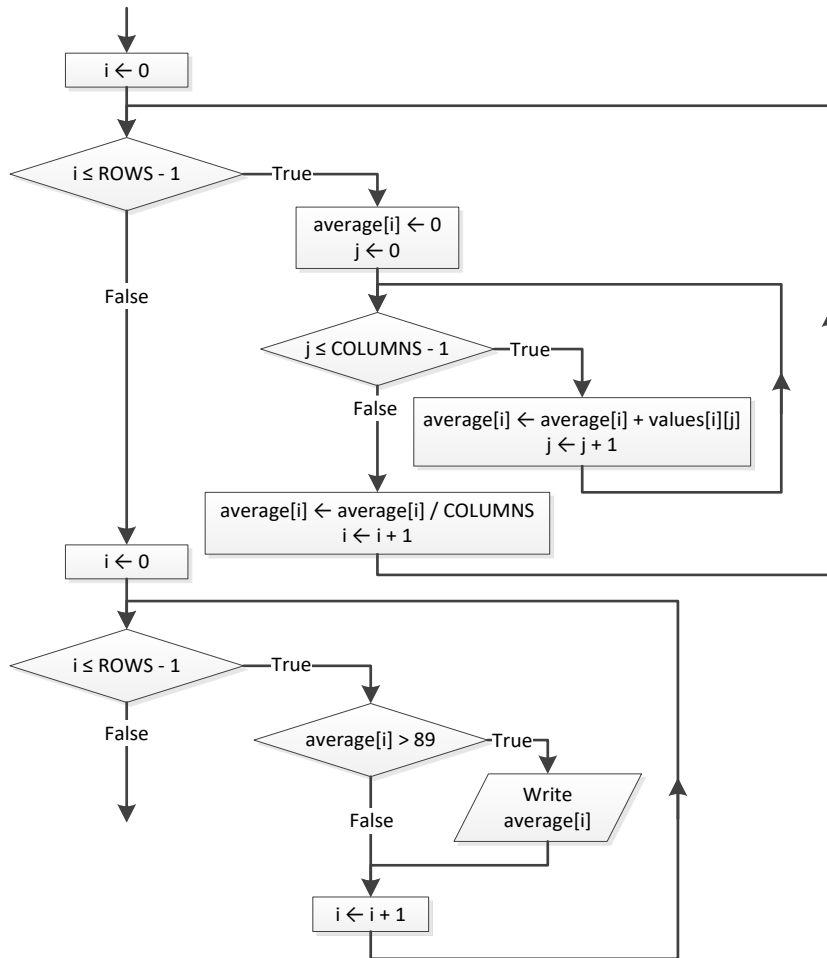 i ← 0
i ≤ ROWS - 1
True
average[i] ← 0
j ← 0
False
j ≤ COLUMNS - 1
True
False
average[i] ← average[i] + values[i][j]
j ← j + 1
average[i] ← average[i] / COLUMNS
i ← i + 1
i ← 0
i ≤ ROWS - 1
True
False
average[i] > 89
True
Write
average[i]
False
i ← i + 1